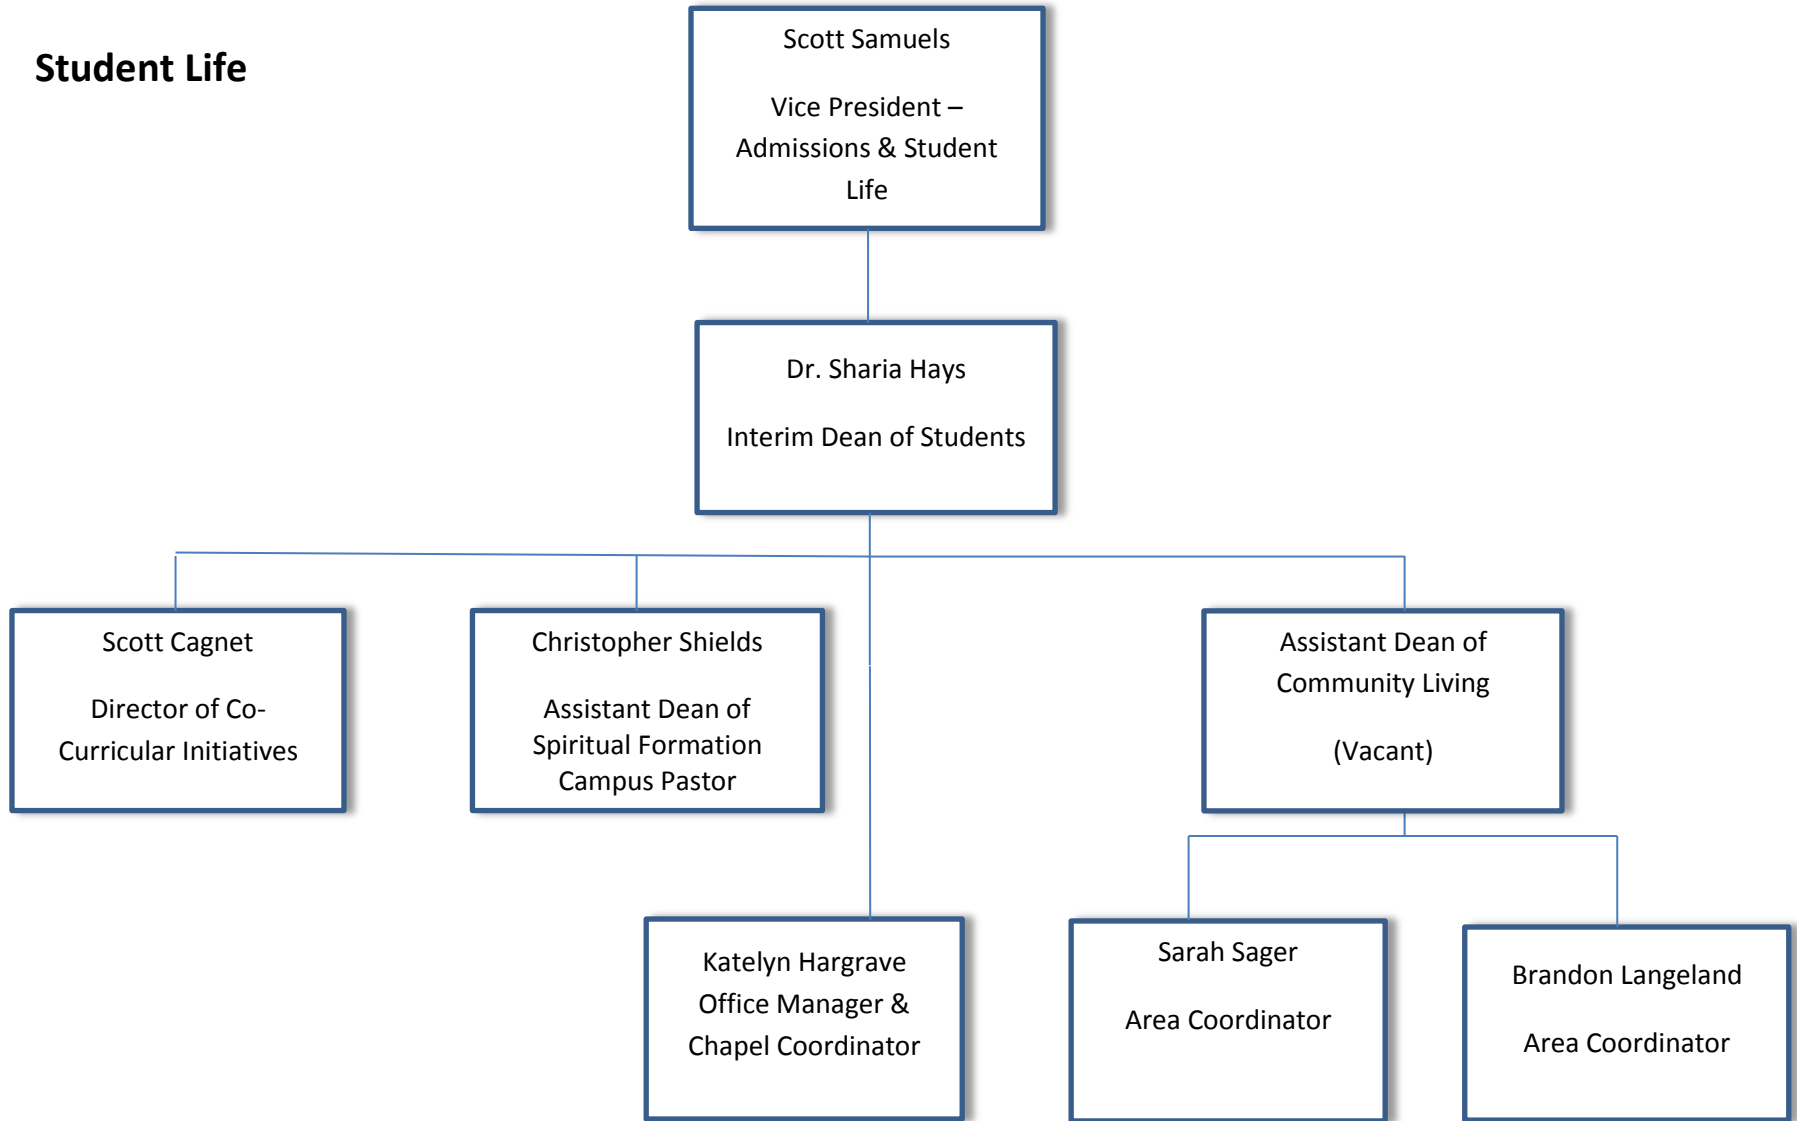 Student Life
Scott Samuels
Vice President –
Admissions & Student
Life
Dr. Sharia Hays
Interim Dean of Students
Scott Cagnet
Director of Co-
Curricular Initiatives
Christopher Shields
Assistant Dean of
Spiritual Formation
Campus Pastor
Assistant Dean of
Community Living
(Vacant)
Katelyn Hargrave
Office Manager &
Chapel Coordinator
Sarah Sager
Area Coordinator
Brandon Langeland
Area Coordinator